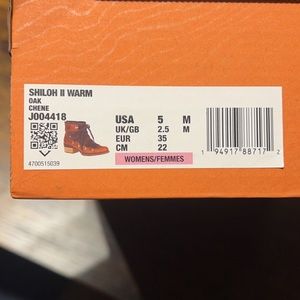 SHILOH II WARM
OAK
CHENE
J004418
4700515039
USA 5 M
UK/GB 2.5 M
EUR 35
CM 22
WOMENS/FEMMES
1 94917 88717 2